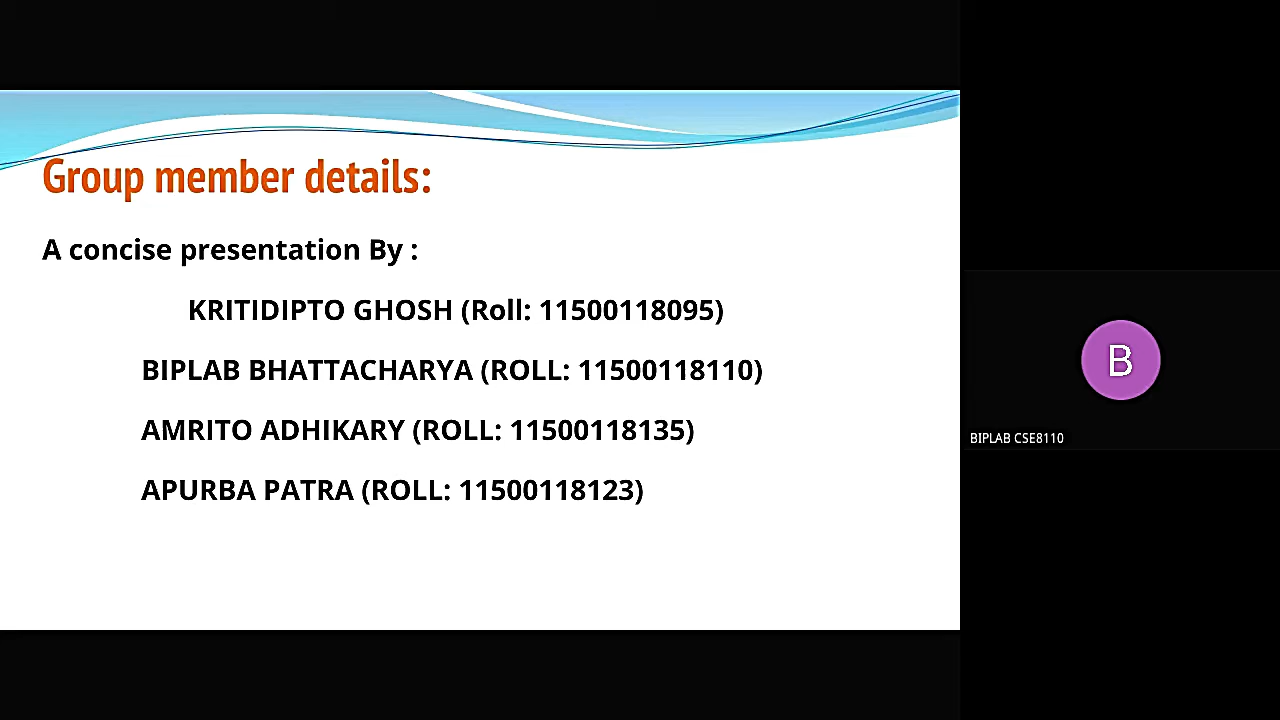 Group member details:
A concise presentation By :
KRITIDIPTO GHOSH (Roll: 11500118095)
BIPLAB BHATTACHARYA (ROLL: 11500118110)
AMRITO ADHIKARY (ROLL: 11500118135)
APURBA PATRA (ROLL: 11500118123)
B
BIPLAB CSE8110